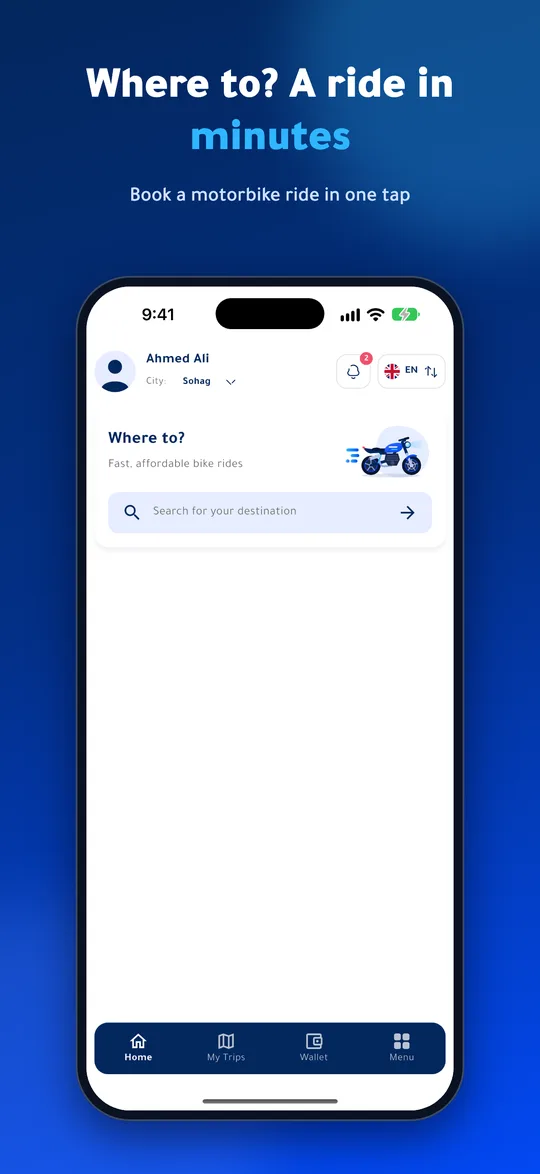 Where to? A ride in
minutes
Book a motorbike ride in one tap
9:41
Ahmed Ali
City: Sohag
2
EN
Where to?
Fast, affordable bike rides
Search for your destination
Home My Trips Wallet Menu